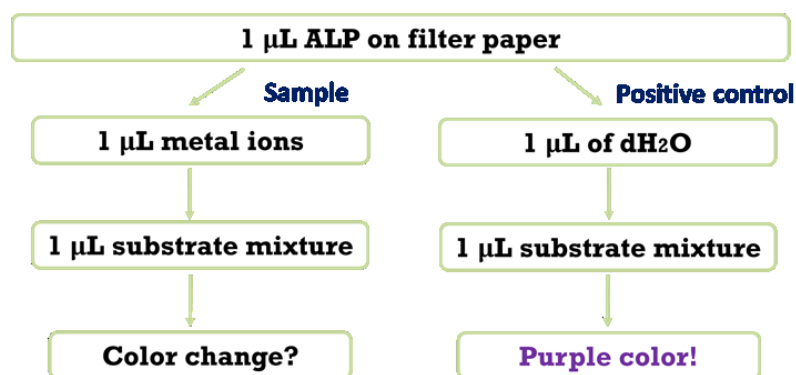 1 μL ALP on filter paper
Sample
Positive control
1 μL metal ions
1 μL of dH2O
1 μL substrate mixture
1 μL substrate mixture
Color change?
Purple color!